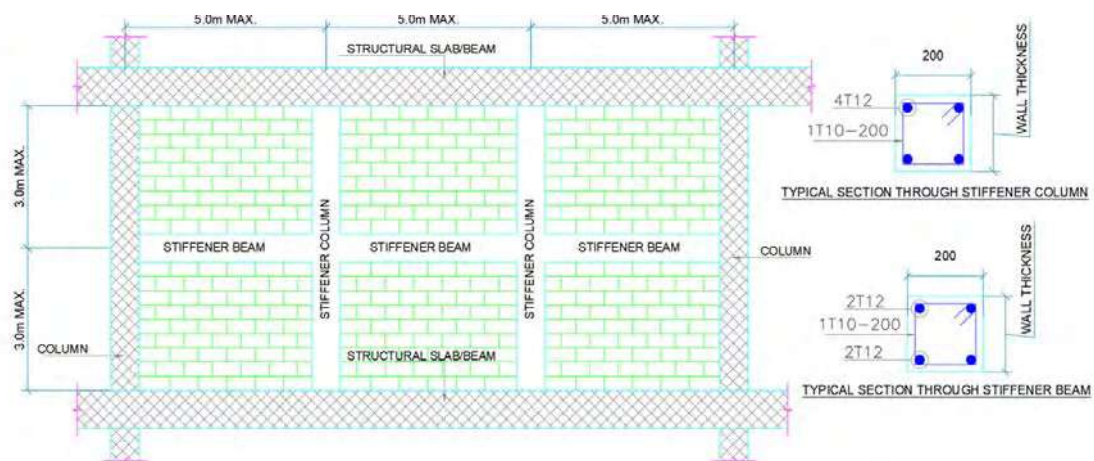 5.0m MAX.
5.0m MAX.
5.0m MAX.
STRUCTURAL SLAB/BEAM
3.0m MAX.
3.0m MAX.
STIFFENER COLUMN
STIFFENER COLUMN
STIFFENER BEAM
STIFFENER BEAM
STIFFENER BEAM
COLUMN
COLUMN
STRUCTURAL SLAB/BEAM
200
4T12
1T10-200
WALL THICKNESS
TYPICAL SECTION THROUGH STIFFENER COLUMN
200
2T12
1T10-200
2T12
WALL THICKNESS
TYPICAL SECTION THROUGH STIFFENER BEAM